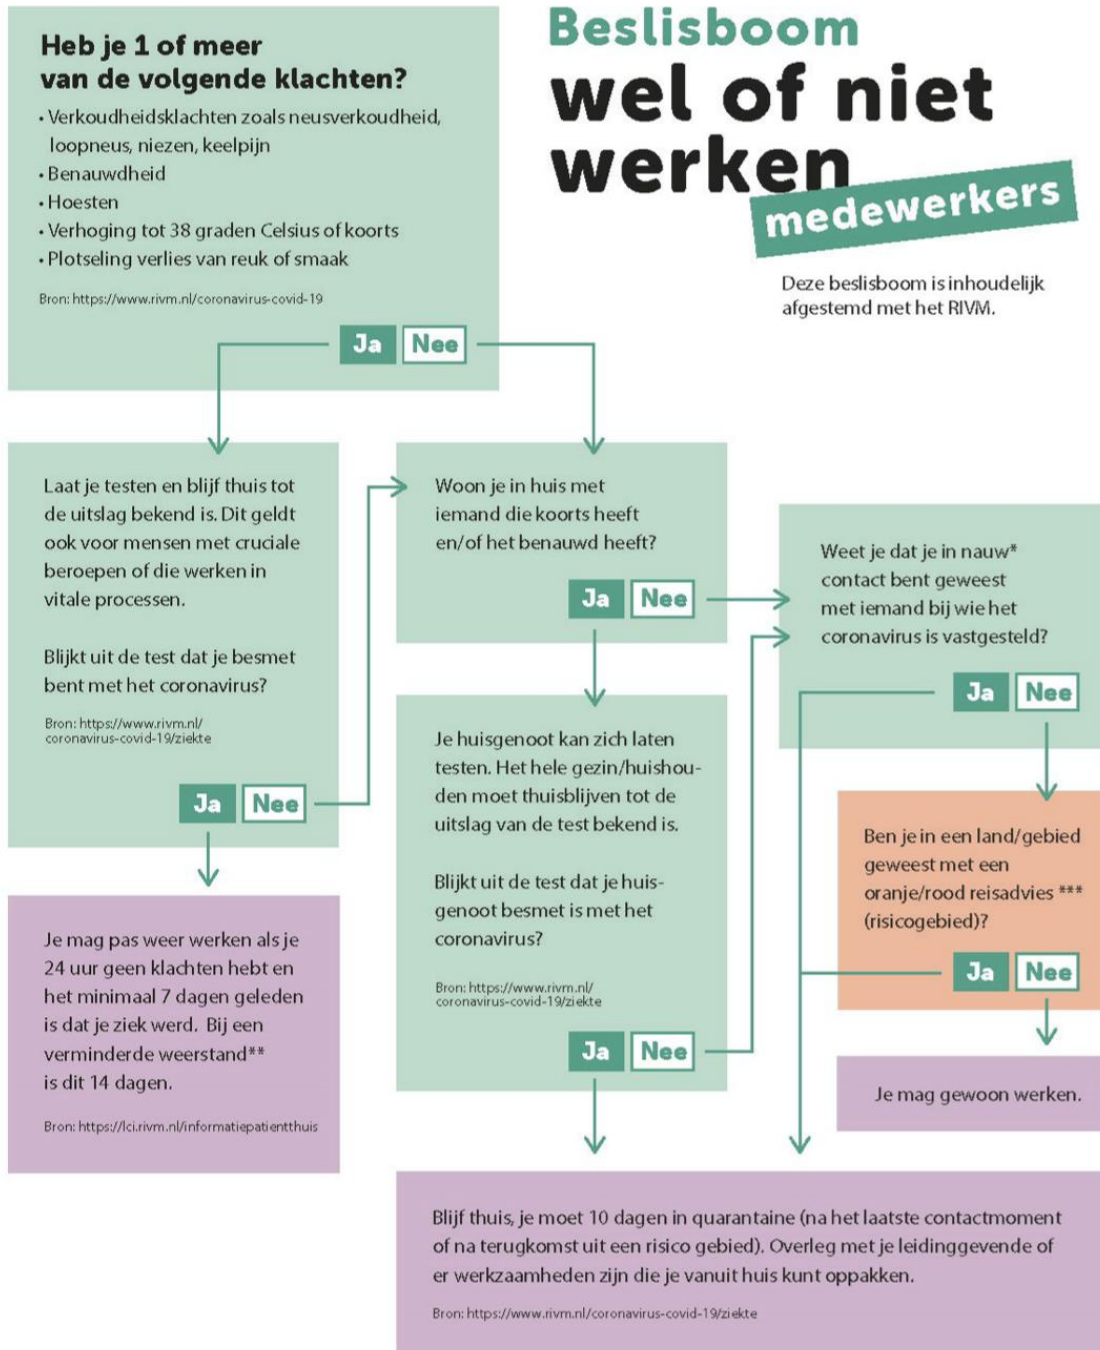 Beslisboom
wel of niet
werken
medewerkers
Deze beslisboom is inhoudelijk
afgestemd met het RIVM.
Heb je 1 of meer
van de volgende klachten?
• Verkoudheidsklachten zoals neusverkoudheid,
loopneus, niezen, keelpijn
• Benauwdheid
• Hoesten
• Verhoging tot 38 graden Celsius of koorts
• Plotseling verlies van reuk of smaak
Bron: https://www.rivm.nl/coronavirus-covid-19
Ja Nee
Laat je testen en blijf thuis tot
de uitslag bekend is. Dit geldt
ook voor mensen met cruciale
beroepen of die werken in
vitale processen.
Blijkt uit de test dat je besmet
bent met het coronavirus?
Bron: https://www.rivm.nl/
coronavirus-covid-19/ziekte
Ja Nee
Je mag pas weer werken als je
24 uur geen klachten hebt en
het minimaal 7 dagen geleden
is dat je ziek werd. Bij een
verminderde weerstand**
is dit 14 dagen.
Bron: https://lci.rivm.nl/informatiepatientthuis
Woon je in huis met
iemand die koorts heeft
en/of het benauwd heeft?
Ja Nee
Je huisgenoot kan zich laten
testen. Het hele gezin/huishou-
den moet thuisblijven tot de
uitslag van de test bekend is.
Blijkt uit de test dat je huis-
genoot besmet is met het
coronavirus?
Bron: https://www.rivm.nl/
coronavirus-covid-19/ziekte
Ja Nee
Weet je dat je in nauw*
contact bent geweest
met iemand bij wie het
coronavirus is vastgesteld?
Ja Nee
Ben je in een land/gebied
geweest met een
oranje/rood reisadvies ***
(risicogebied)?
Ja Nee
Je mag gewoon werken.
Blijf thuis, je moet 10 dagen in quarantaine (na het laatste contactmoment
of na terugkomst uit een risico gebied). Overleg met je leidinggevende of
er werkzaamheden zijn die je vanuit huis kunt oppakken.
Bron: https://www.rivm.nl/coronavirus-covid-19/ziekte